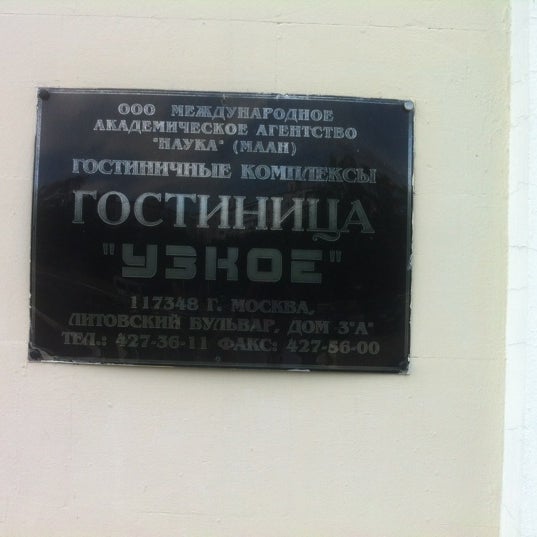 ООО МЕЖДУНАРОДНОЕ
АКАДЕМИЧЕСКОЕ АГЕНТСТВО
"НАУКА" (МААН)
ГОСТИНИЧНЫЕ КОМПЛЕКСЫ
ГОСТИНИЦА
"УЗКОЕ"
117348 Г. МОСКВА,
ЛИТОВСКИЙ БУЛЬВАР, ДОМ 3"А"
ТЕЛ.: 427-36-11 ФАКС: 427-56-00